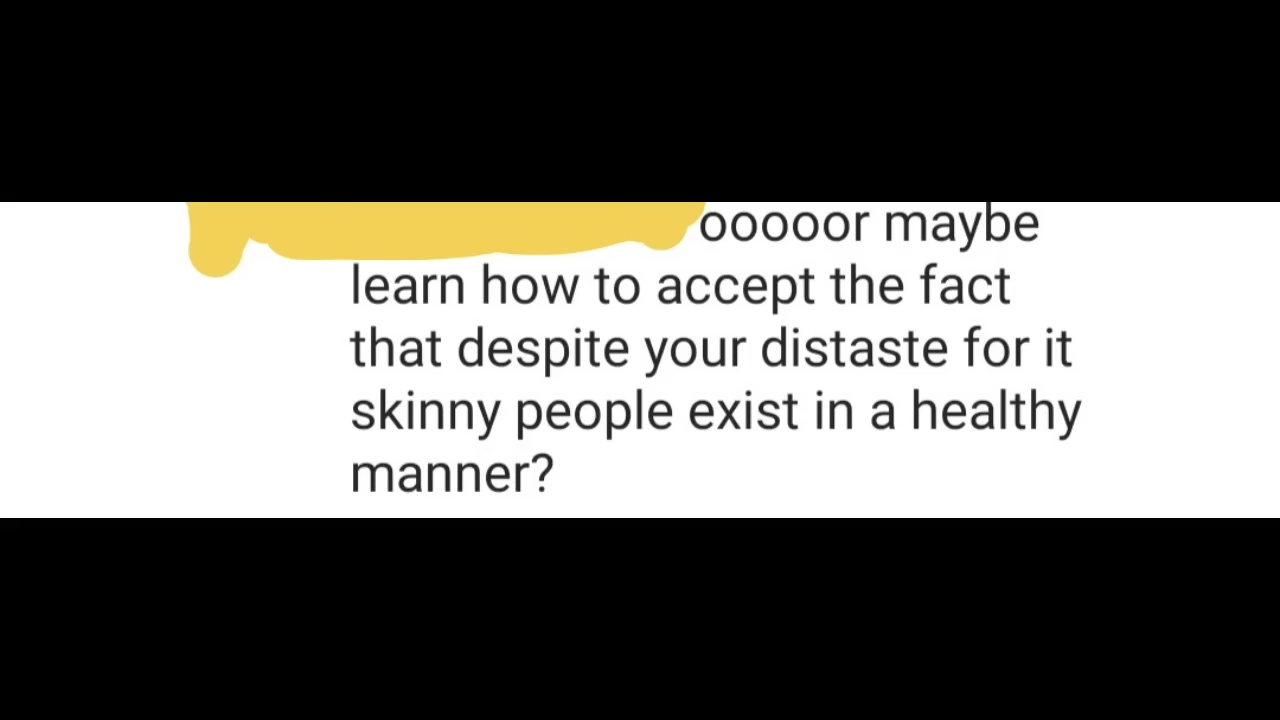 ooooor maybe
learn how to accept the fact
that despite your distaste for it
skinny people exist in a healthy
manner?